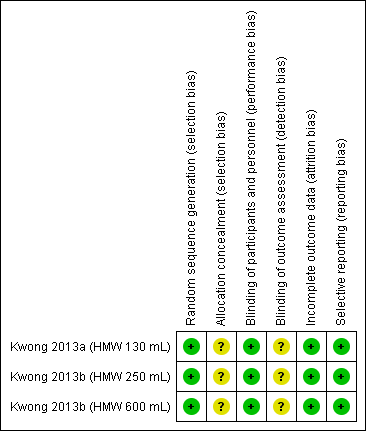 Random sequence generation (selection bias)
Allocation concealment (selection bias)
Blinding of participants and personnel (performance bias)
Blinding of outcome assessment (detection bias)
Incomplete outcome data (attrition bias)
Selective reporting (reporting bias)
Kwong 2013a (HMW 130 mL) + ? + ? + +
Kwong 2013b (HMW 250 mL) + ? + ? + +
Kwong 2013b (HMW 600 mL) + ? + ? + +